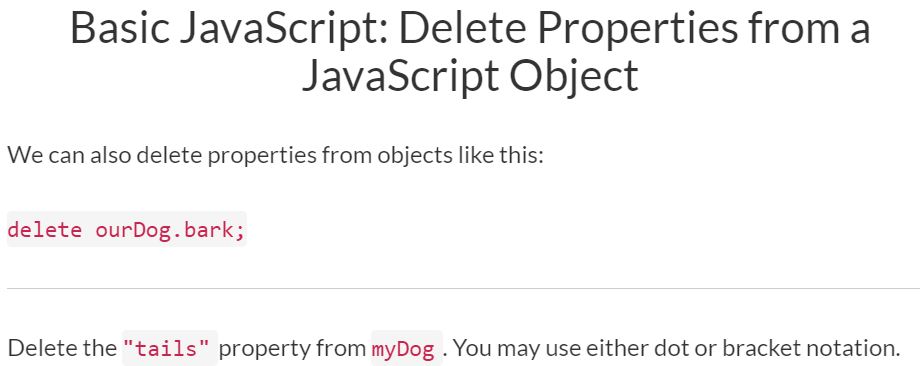 Basic JavaScript: Delete Properties from a
JavaScript Object
We can also delete properties from objects like this:
delete ourDog.bark;
Delete the "tails" property from myDog . You may use either dot or bracket notation.